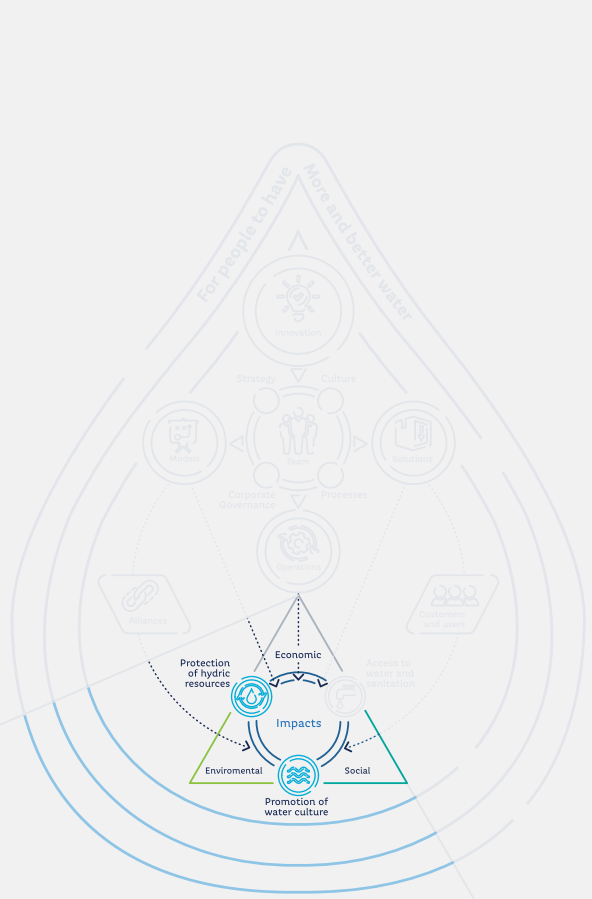 For people to have
More and better water
Innovation
Strategy
Culture
Models
Team
Solutions
Corporate
Governance
Processes
Operations
Alliances
Customers
and users
Economic
Protection
of hydric
resources
Access to
water and
sanitation
Impacts
Enviromental
Social
Promotion of
water culture